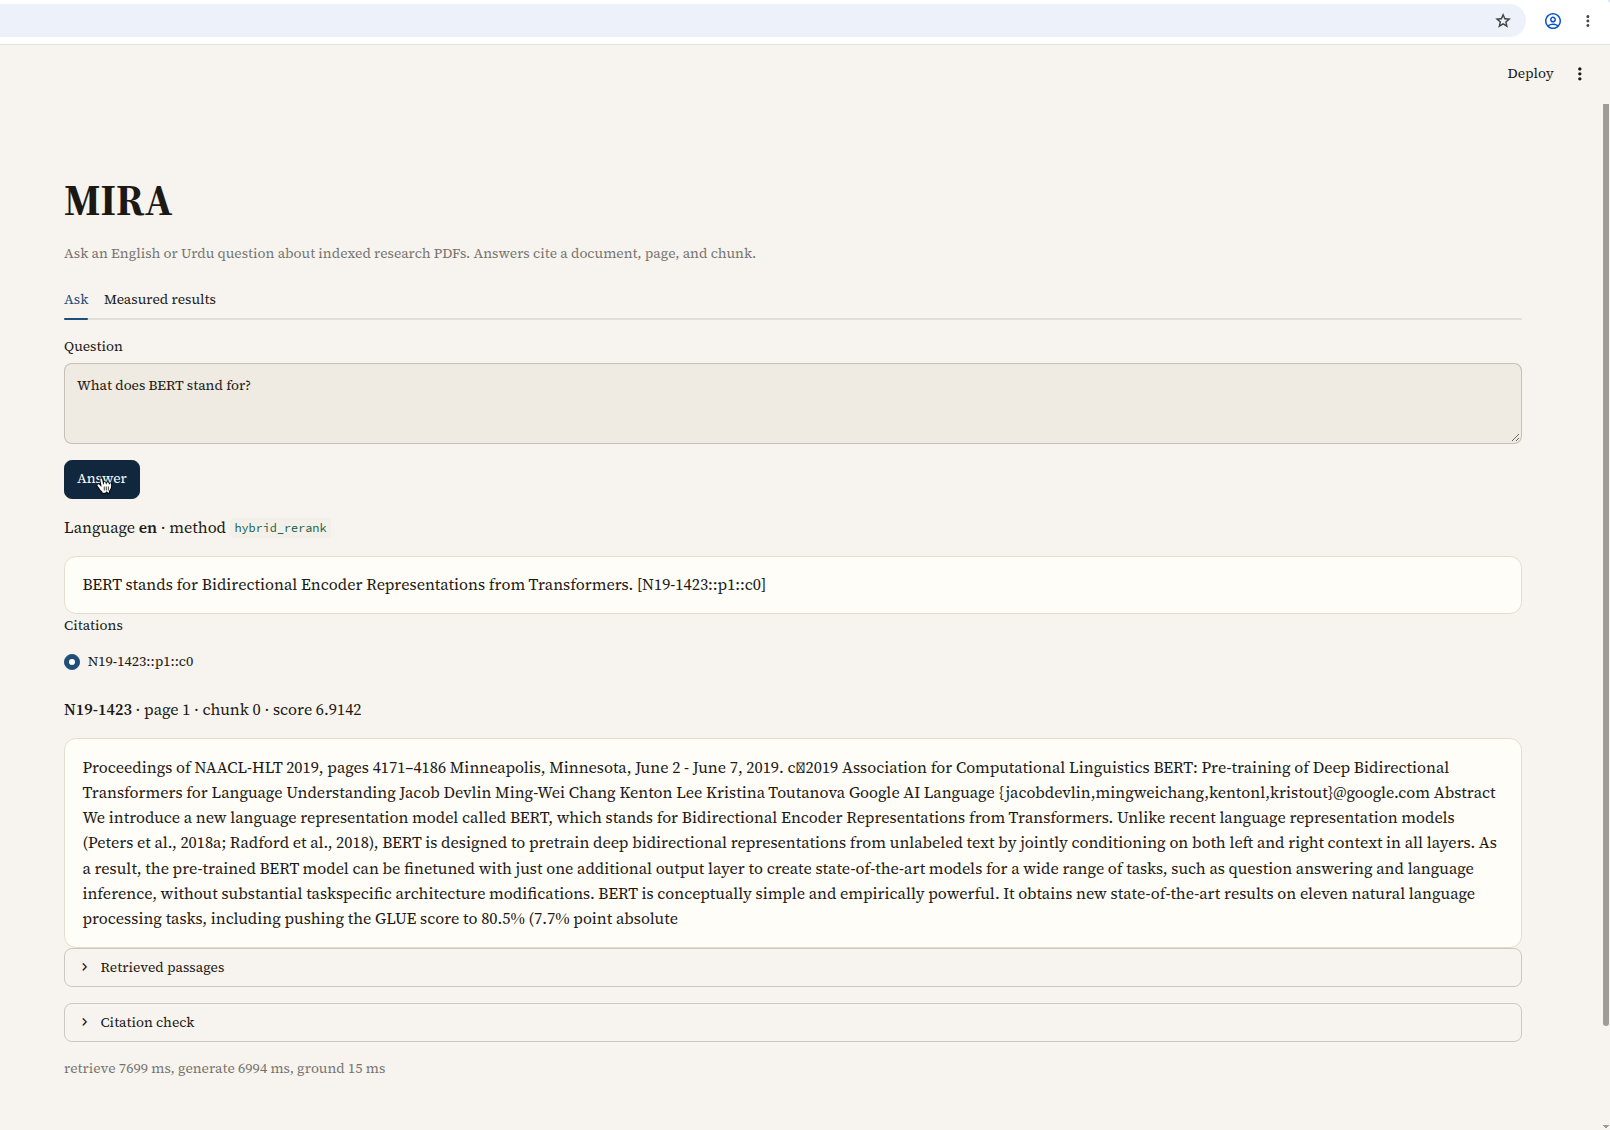 Deploy
MIRA
Ask an English or Urdu question about indexed research PDFs. Answers cite a document, page, and chunk.
Ask Measured results
Question
What does BERT stand for?
Answer
Language en · method hybrid_rerank
BERT stands for Bidirectional Encoder Representations from Transformers. [N19-1423::p1::c0]
Citations
N19-1423::p1::c0
N19-1423 · page 1 · chunk 0 · score 6.9142
Proceedings of NAACL-HLT 2019, pages 4171–4186 Minneapolis, Minnesota, June 2 - June 7, 2019. c�2019 Association for Computational Linguistics BERT: Pre-training of Deep Bidirectional
Transformers for Language Understanding Jacob Devlin Ming-Wei Chang Kenton Lee Kristina Toutanova Google AI Language {jacobdevlin,mingweichang,kentonl,kristout}@google.com Abstract
We introduce a new language representation model called BERT, which stands for Bidirectional Encoder Representations from Transformers. Unlike recent language representation models
(Peters et al., 2018a; Radford et al., 2018), BERT is designed to pretrain deep bidirectional representations from unlabeled text by jointly conditioning on both left and right context in all layers. As
a result, the pre-trained BERT model can be finetuned with just one additional output layer to create state-of-the-art models for a wide range of tasks, such as question answering and language
inference, without substantial taskspecific architecture modifications. BERT is conceptually simple and empirically powerful. It obtains new state-of-the-art results on eleven natural language
processing tasks, including pushing the GLUE score to 80.5% (7.7% point absolute
Retrieved passages
Citation check
retrieve 7699 ms, generate 6994 ms, ground 15 ms